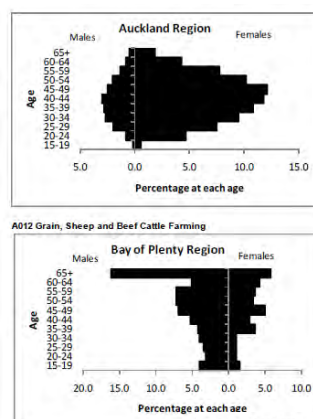 Auckland Region
Males
Females
Age
65+
60-64
55-59
50-54
45-49
40-44
35-39
30-34
25-29
20-24
15-19
5.0 0.0 5.0 10.0 15.0
Percentage at each age
A012 Grain, Sheep and Beef Cattle Farming
Bay of Plenty Region
Males
Females
Age
65+
60-64
55-59
50-54
45-49
40-44
35-39
30-34
25-29
20-24
15-19
20.0 15.0 10.0 5.0 0.0 5.0 10.0
Percentage at each age